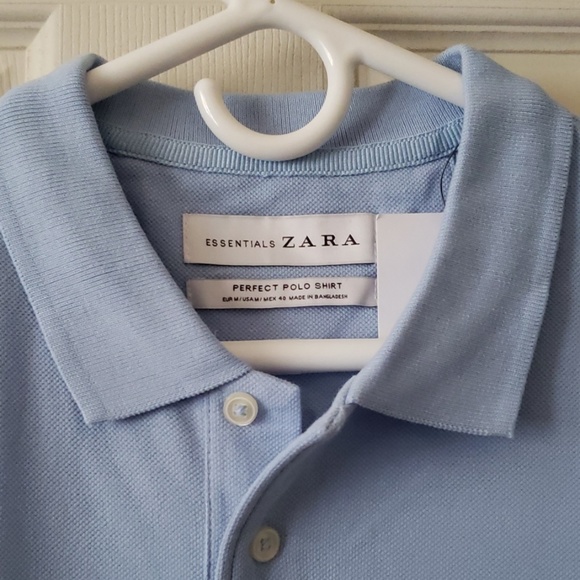 ESSENTIALS ZARA
PERFECT POLO SHIRT
EUR M / USA M / MEX 40 MADE IN BANGLADESH